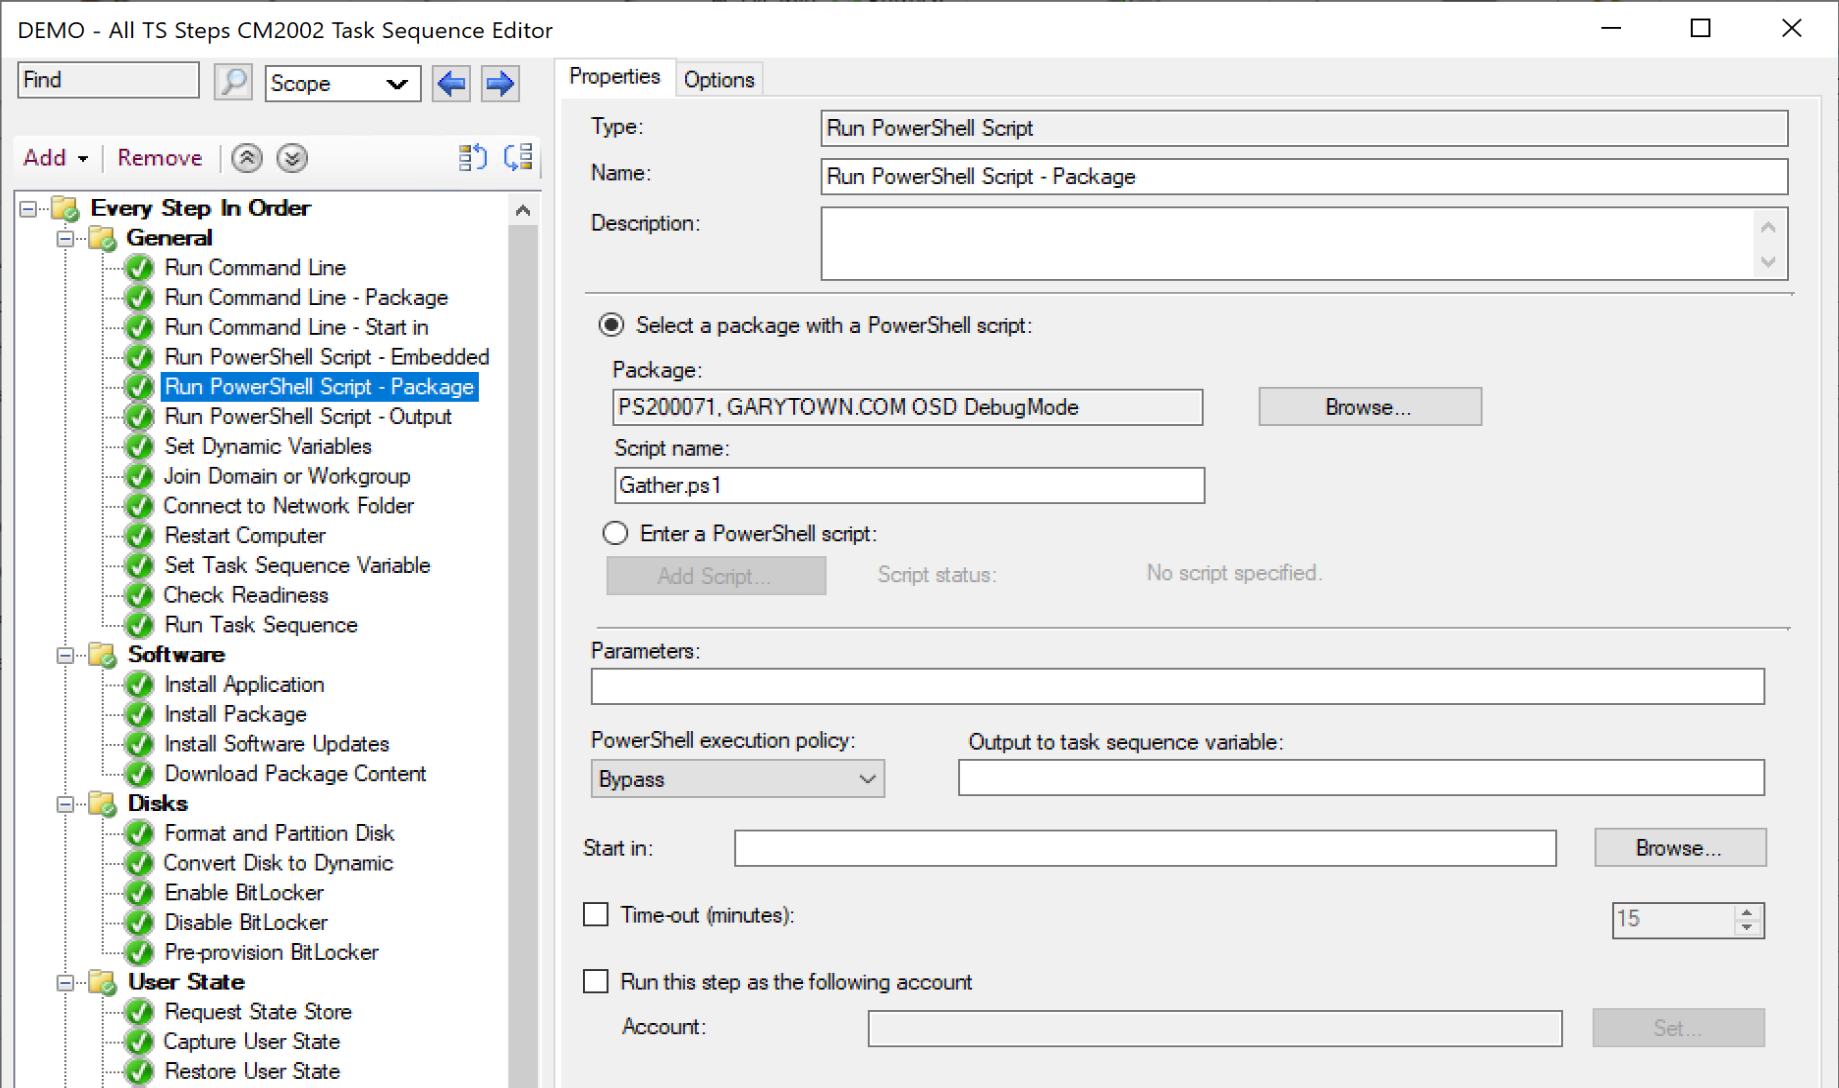 DEMO - All TS Steps CM2002 Task Sequence Editor
Find
Scope
Add
Remove
Every Step In Order
General
Run Command Line
Run Command Line - Package
Run Command Line - Start in
Run PowerShell Script - Embedded
Run PowerShell Script - Package
Run PowerShell Script - Output
Set Dynamic Variables
Join Domain or Workgroup
Connect to Network Folder
Restart Computer
Set Task Sequence Variable
Check Readiness
Run Task Sequence
Software
Install Application
Install Package
Install Software Updates
Download Package Content
Disks
Format and Partition Disk
Convert Disk to Dynamic
Enable BitLocker
Disable BitLocker
Pre-provision BitLocker
User State
Request State Store
Capture User State
Restore User State
Properties
Options
Type:
Run PowerShell Script
Name:
Run PowerShell Script - Package
Description:
Select a package with a PowerShell script:
Package:
PS200071, GARYTOWN.COM OSD DebugMode
Browse...
Script name:
Gather.ps1
Enter a PowerShell script:
Add Script...
Script status:
No script specified.
Parameters:
PowerShell execution policy:
Output to task sequence variable:
Bypass
Start in:
Browse...
Time-out (minutes):
15
Run this step as the following account
Account:
Set...